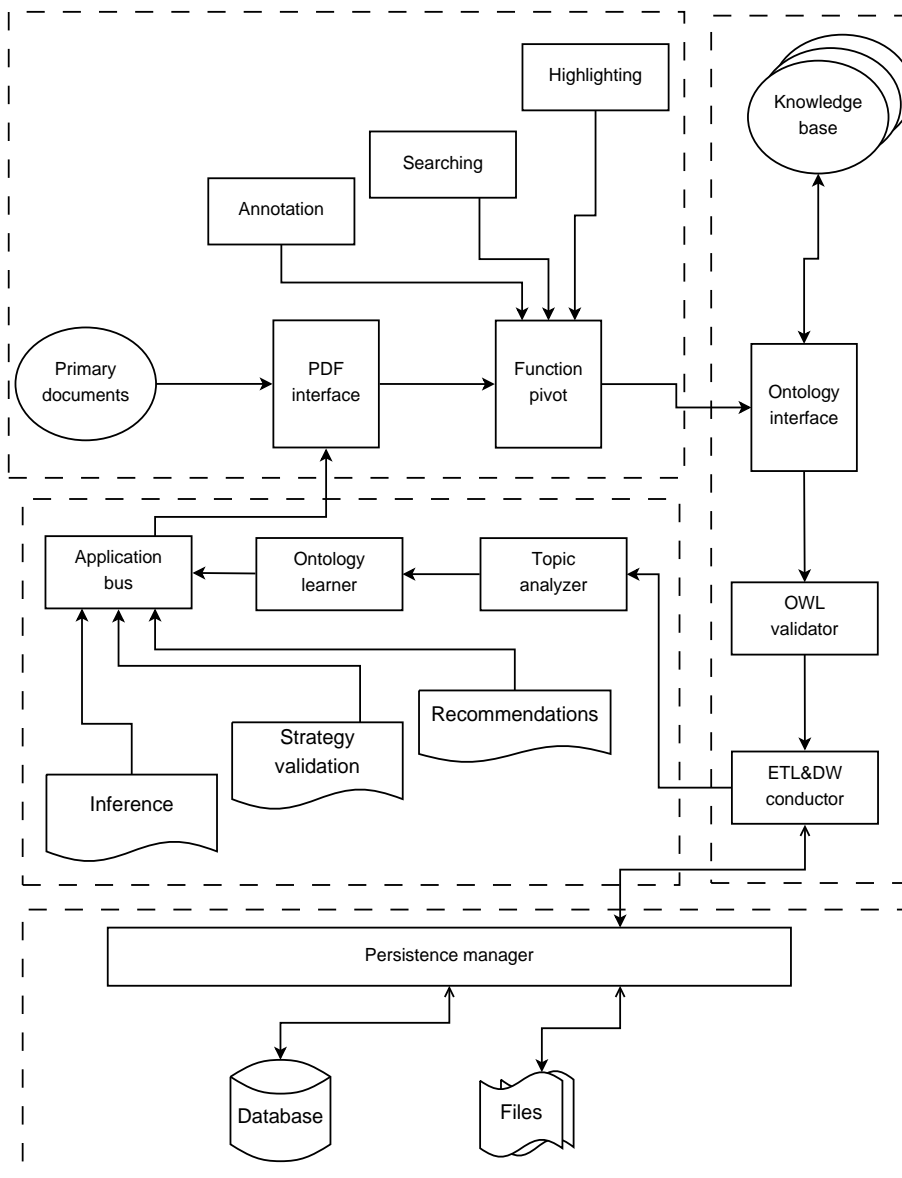 Highlighting
Knowledge
base
Searching
Annotation
Primary
documents
PDF
interface
Function
pivot
Ontology
interface
Application
bus
Ontology
learner
Topic
analyzer
OWL
validator
Recommendations
Strategy
validation
Inference
ETL&DW
conductor
Persistence manager
Database
Files